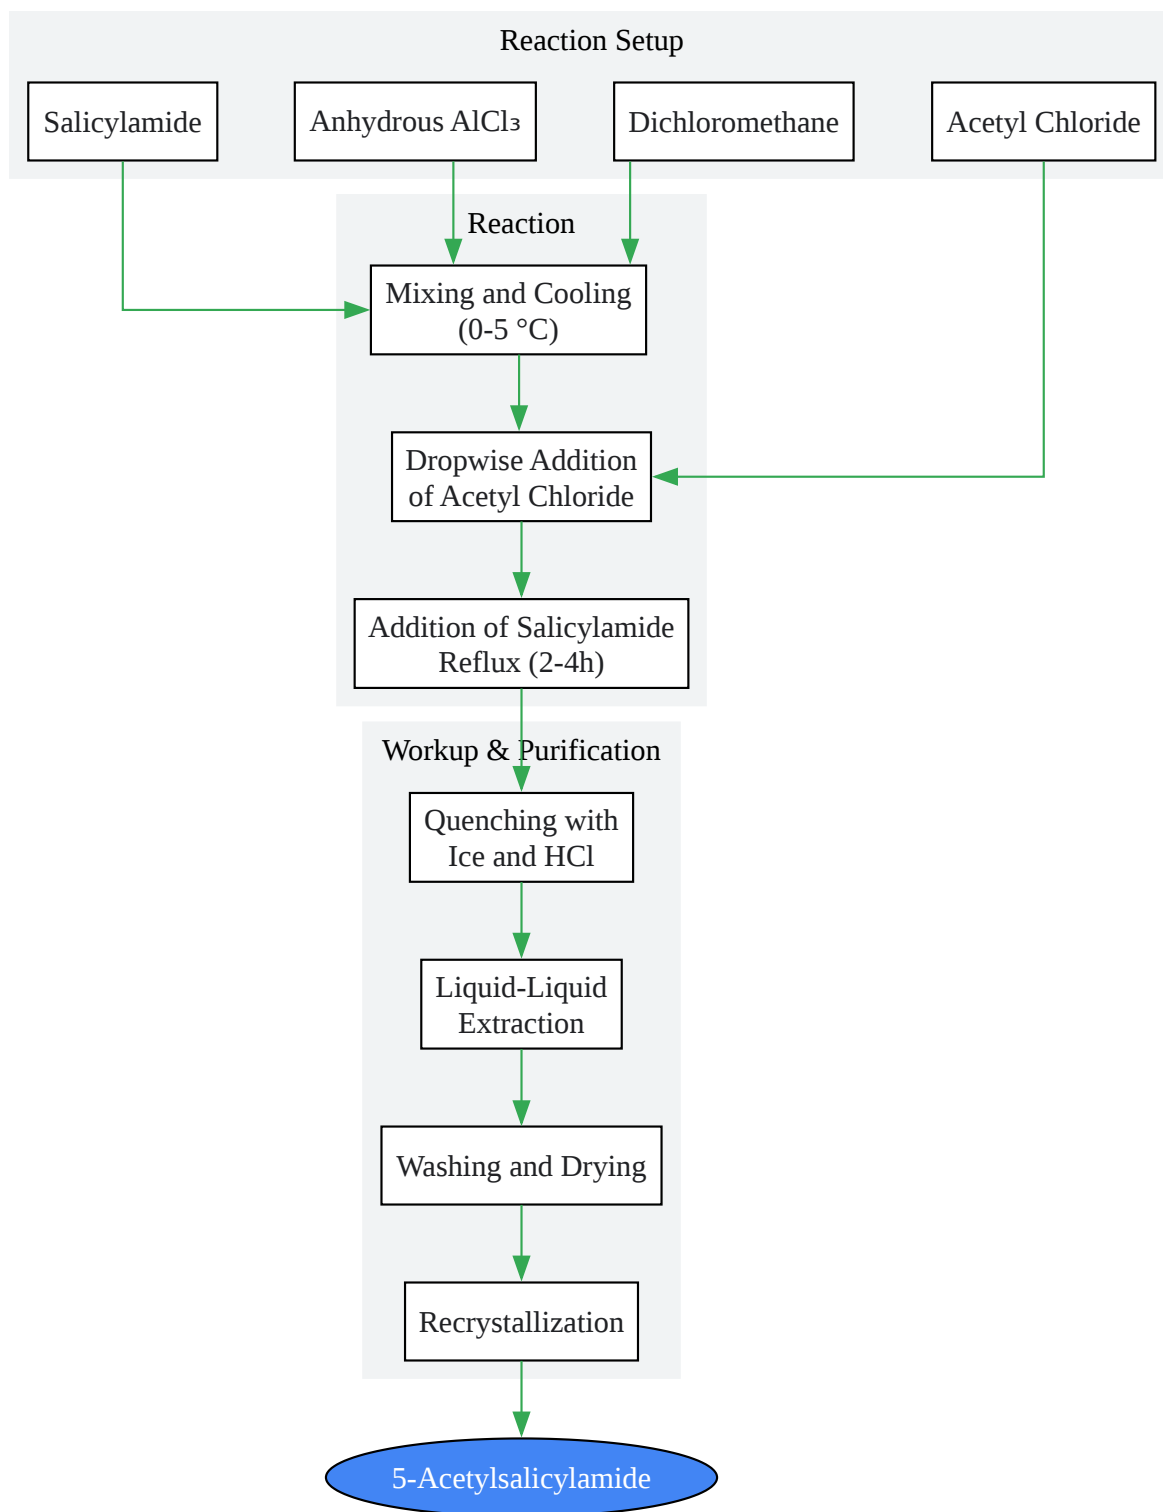 Reaction Setup
Salicylamide
Anhydrous AlCl₃
Dichloromethane
Acetyl Chloride
Reaction
Mixing and Cooling
(0-5 °C)
Dropwise Addition
of Acetyl Chloride
Addition of Salicylamide
Reflux (2-4h)
Workup & Purification
Quenching with
Ice and HCl
Liquid-Liquid
Extraction
Washing and Drying
Recrystallization
5-Acetylsalicylamide